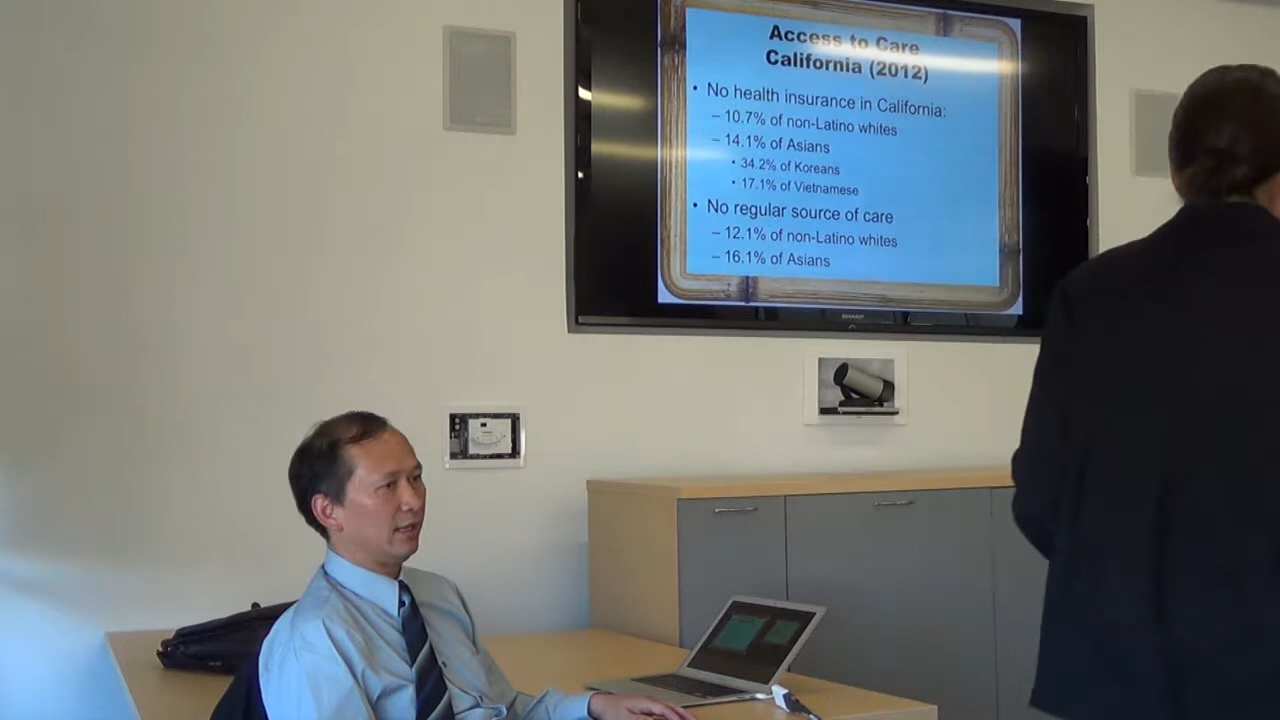 Access to Care
California (2012)
• No health insurance in California:
– 10.7% of non-Latino whites
– 14.1% of Asians
• 34.2% of Koreans
• 17.1% of Vietnamese
• No regular source of care
– 12.1% of non-Latino whites
– 16.1% of Asians
SHARP